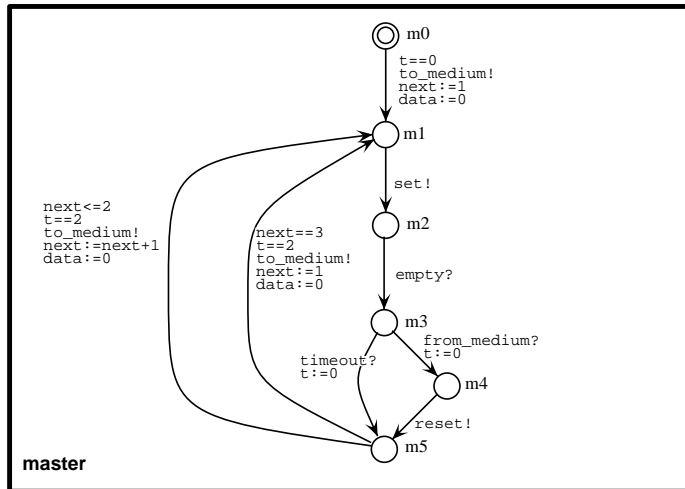 m0
t==0
to_medium!
next:=1
data:=0
m1
set!
next<=2
t==2
to_medium!
next:=next+1
data:=0
next==3
t==2
to_medium!
next:=1
data:=0
m2
empty?
m3
from_medium?
t:=0
timeout?
t:=0
m4
reset!
m5
master